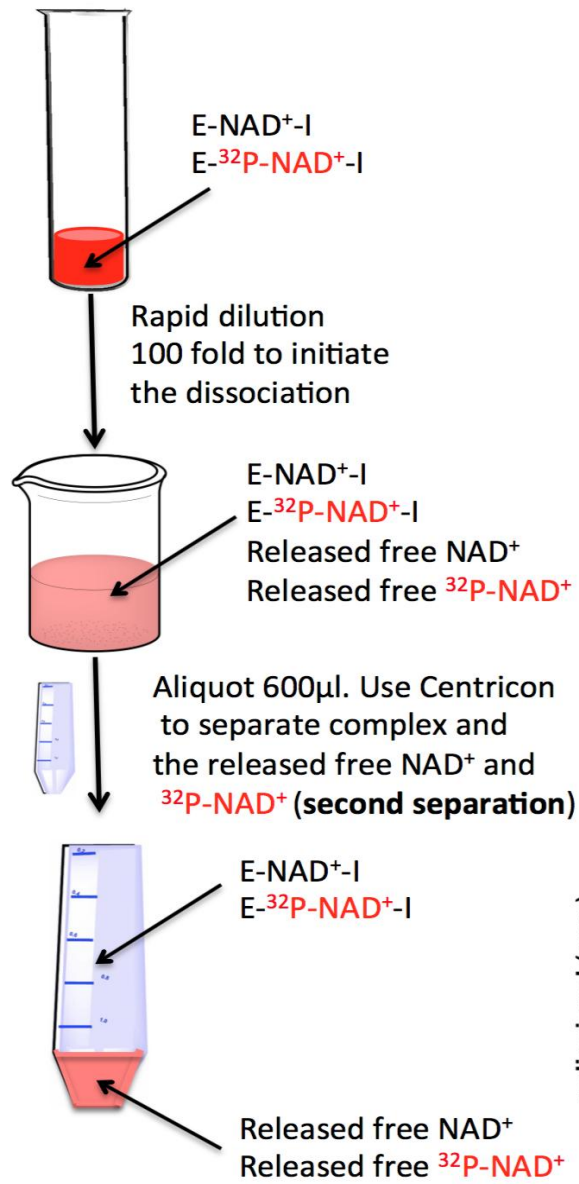 E-NAD⁺-I
E-³²P-NAD⁺-I
Rapid dilution
100 fold to initiate
the dissociation
E-NAD⁺-I
E-³²P-NAD⁺-I
Released free NAD⁺
Released free ³²P-NAD⁺
Aliquot 600µl. Use Centricon
to separate complex and
the released free NAD⁺ and
³²P-NAD⁺ (second separation)
E-NAD⁺-I
E-³²P-NAD⁺-I
Released free NAD⁺
Released free ³²P-NAD⁺